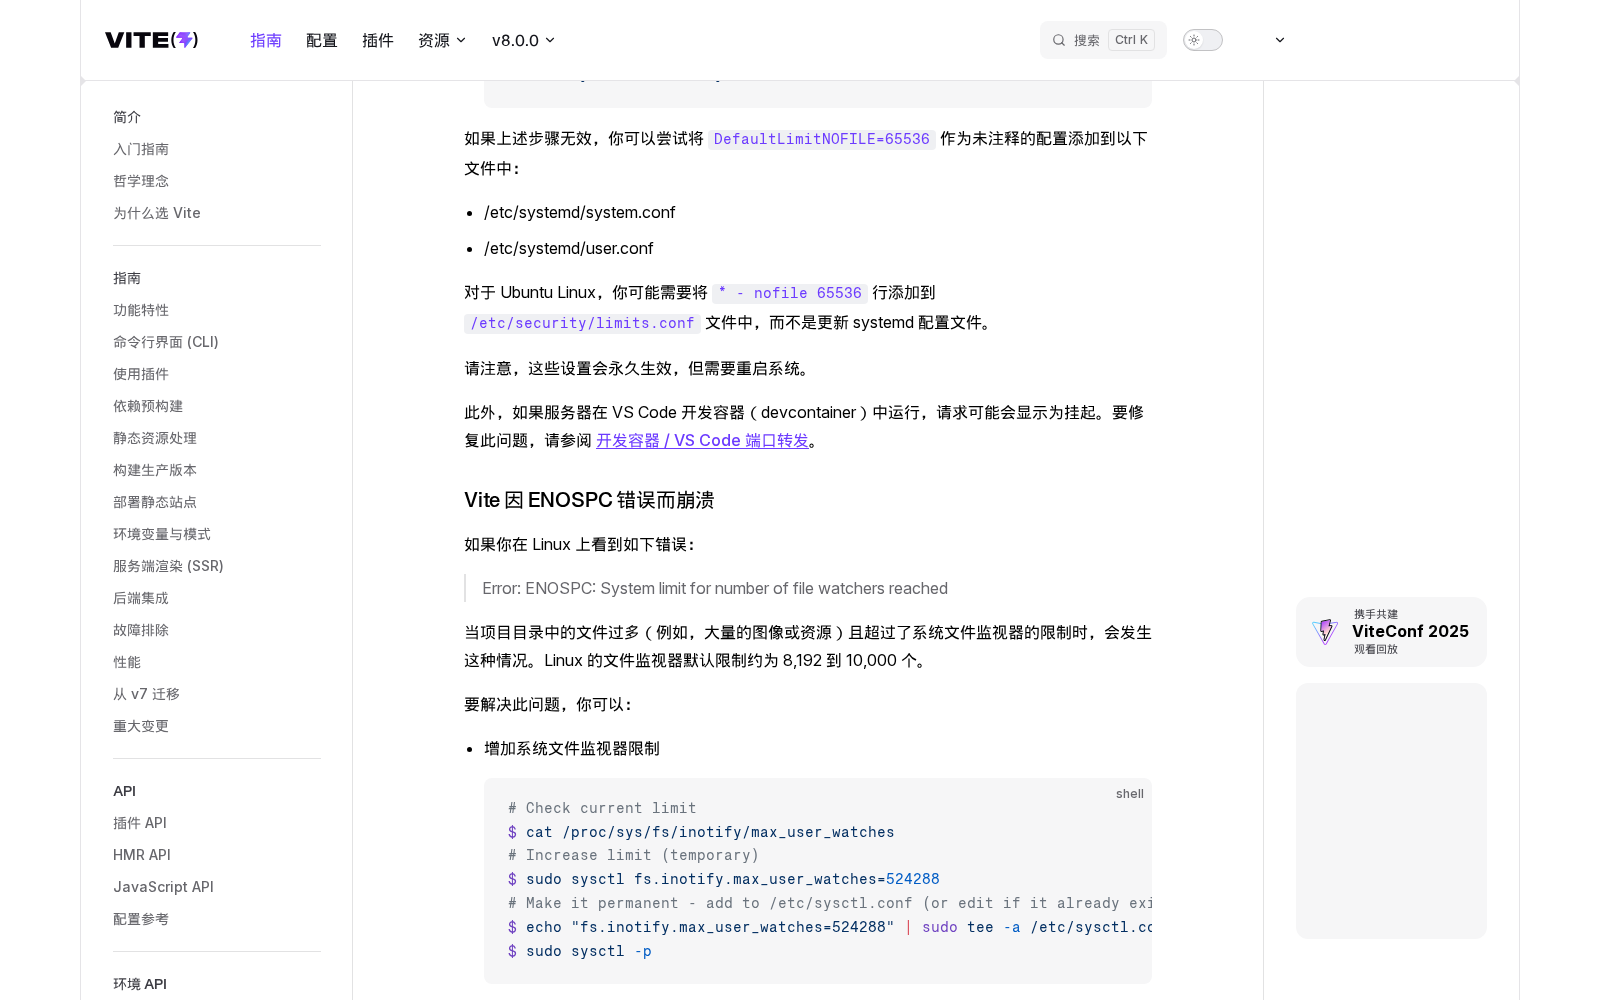 VITE
指南
配置
插件
资源
v8.0.0
搜索
Ctrl K
简介
入门指南
哲学理念
为什么选 Vite
指南
功能特性
命令行界面 (CLI)
使用插件
依赖预构建
静态资源处理
构建生产版本
部署静态站点
环境变量与模式
服务端渲染 (SSR)
后端集成
故障排除
性能
从 v7 迁移
重大变更
API
插件 API
HMR API
JavaScript API
配置参考
环境 API
如果上述步骤无效，你可以尝试将 DefaultLimitNOFILE=65536 作为未注释的配置添加到以下
文件中：
/etc/systemd/system.conf
/etc/systemd/user.conf
对于 Ubuntu Linux，你可能需要将 * - nofile 65536 行添加到
/etc/security/limits.conf 文件中，而不是更新 systemd 配置文件。
请注意，这些设置会永久生效，但需要重启系统。
此外，如果服务器在 VS Code 开发容器（devcontainer）中运行，请求可能会显示为挂起。要修
复此问题，请参阅 开发容器 / VS Code 端口转发。
Vite 因 ENOSPC 错误而崩溃
如果你在 Linux 上看到如下错误：
Error: ENOSPC: System limit for number of file watchers reached
当项目目录中的文件过多（例如，大量的图像或资源）且超过了系统文件监视器的限制时，会发生
这种情况。Linux 的文件监视器默认限制约为 8,192 到 10,000 个。
要解决此问题，你可以：
增加系统文件监视器限制
shell
# Check current limit
$ cat /proc/sys/fs/inotify/max_user_watches
# Increase limit (temporary)
$ sudo sysctl fs.inotify.max_user_watches=524288
# Make it permanent - add to /etc/sysctl.conf (or edit if it already exi
$ echo "fs.inotify.max_user_watches=524288" | sudo tee -a /etc/sysctl.co
$ sudo sysctl -p
携手共建
ViteConf 2025
观看回放